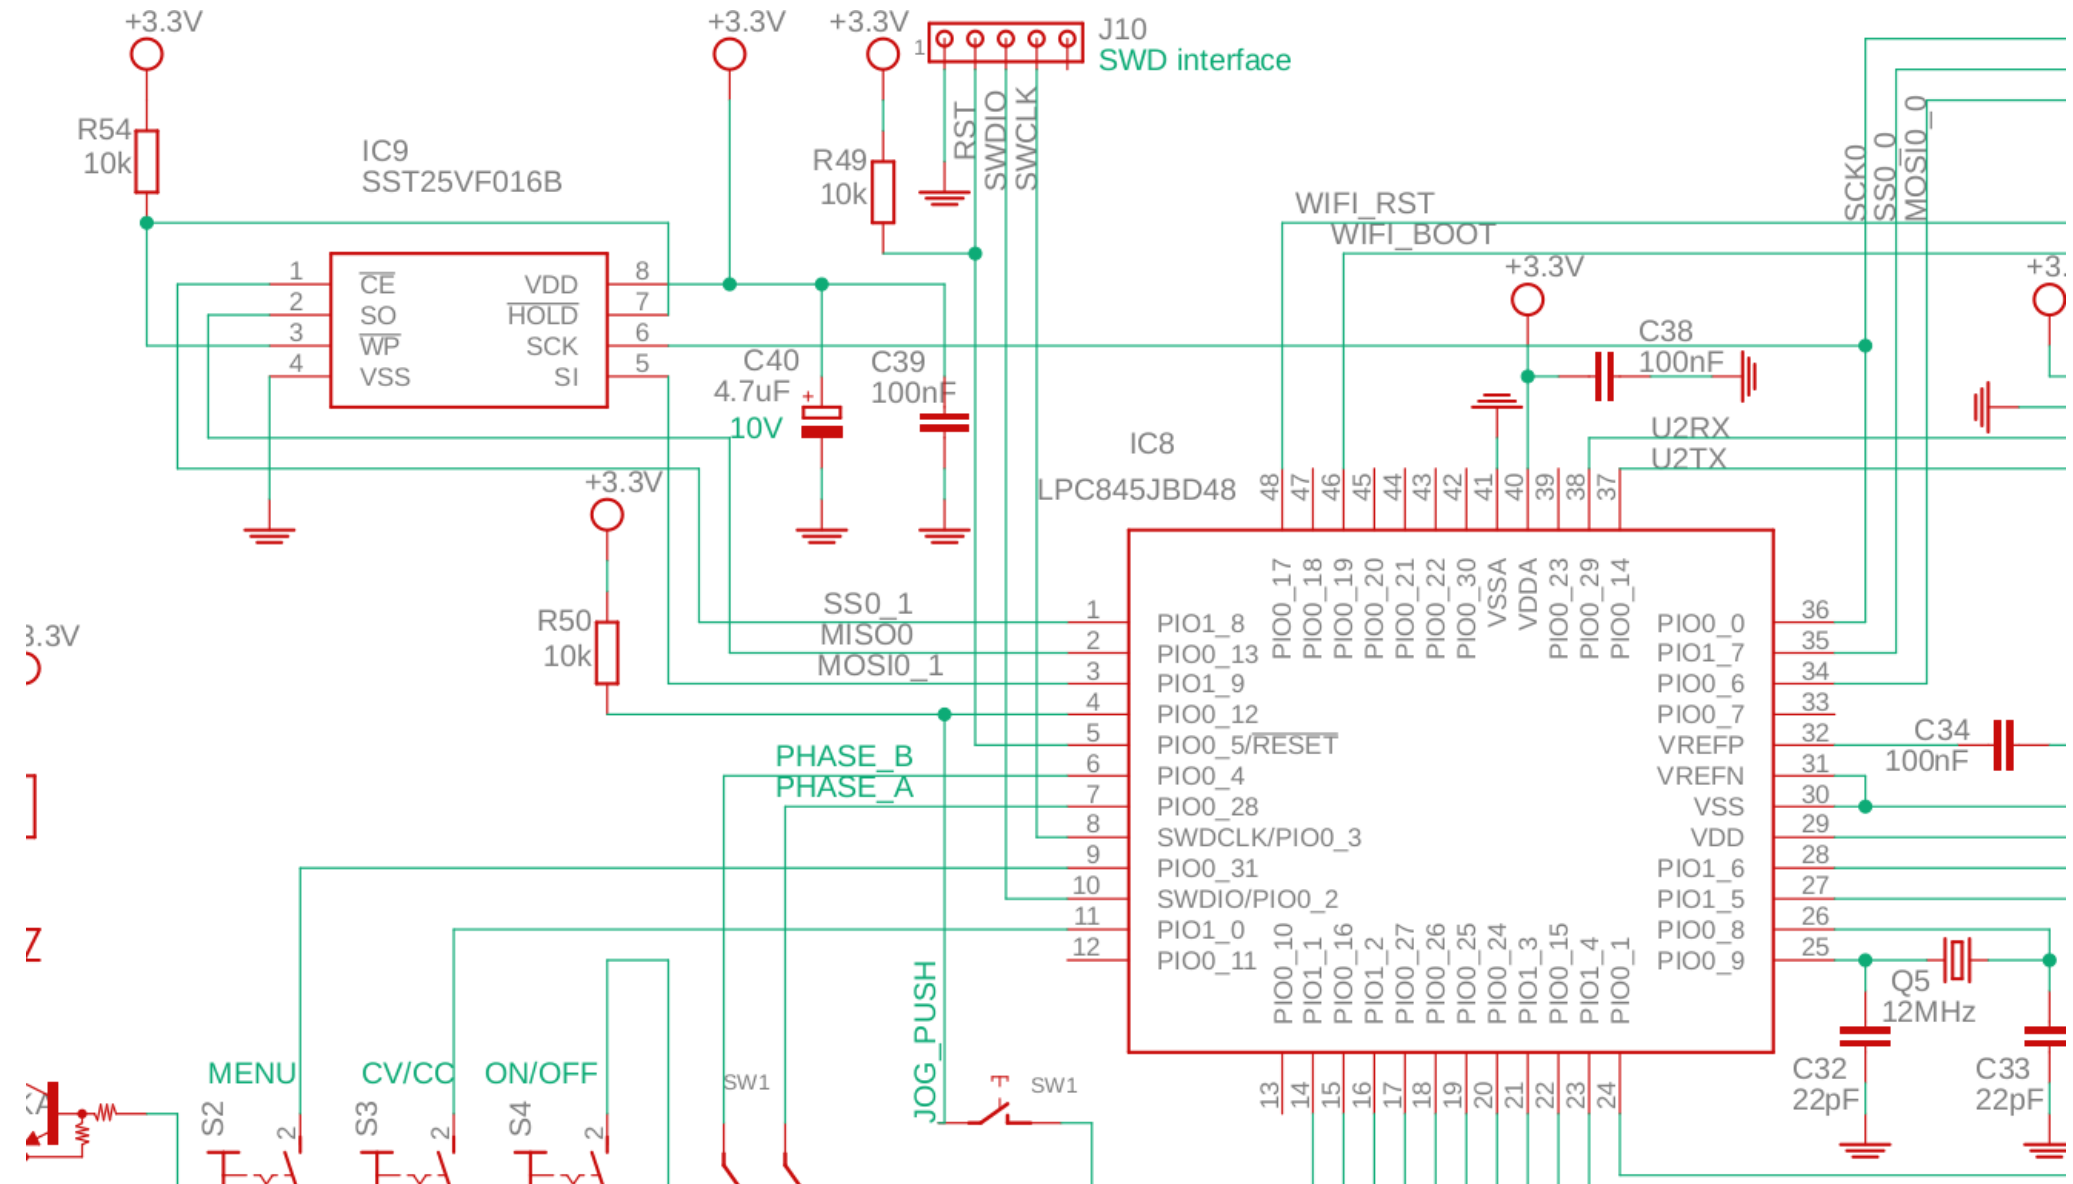 +3.3V
+3.3V
+3.3V
1
J10
SWD interface
R54
10k
IC9
SST25VF016B
R49
10k
RST
SWDIO
SWCLK
SCK0
SS0_0
MOSI0_0
WIFI_RST
WIFI_BOOT
+3.3V
+3.
1 CE VDD 8
2 SO HOLD 7
3 WP SCK 6
4 VSS SI 5
C40
4.7uF
+
10V
C39
100nF
C38
100nF
U2RX
U2TX
IC8
LPC845JBD48
+3.3V
48 47 46 45 44 43 42 41 40 39 38 37
PIO0_17 PIO0_18 PIO0_19 PIO0_20 PIO0_21 PIO0_22 PIO0_30 VSSA VDDA PIO0_23 PIO0_29 PIO0_14
R50
10k
3.3V
SS0_1
MISO0
MOSI0_1
PHASE_B
PHASE_A
1 PIO1_8 PIO0_0 36
2 PIO0_13 PIO1_7 35
3 PIO1_9 PIO0_6 34
4 PIO0_12 PIO0_7 33
5 PIO0_5/RESET VREFP 32
6 PIO0_4 VREFN 31
7 PIO0_28 VSS 30
8 SWDCLK/PIO0_3 VDD 29
9 PIO0_31 PIO1_6 28
10 SWDIO/PIO0_2 PIO1_5 27
11 PIO1_0 PIO0_8 26
12 PIO0_11 PIO0_9 25
C34
100nF
PIO0_10 PIO1_1 PIO0_16 PIO1_2 PIO0_27 PIO0_26 PIO0_25 PIO0_24 PIO1_3 PIO0_15 PIO1_4 PIO0_1
13 14 15 16 17 18 19 20 21 22 23 24
Q5
12MHz
C32
22pF
C33
22pF
JOG_PUSH
MENU
CV/CC
ON/OFF
S2
2
S3
2
S4
2
SW1
SW1
Z